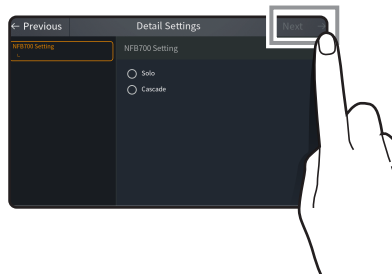 ← Previous
Detail Settings
Next →
NFB700 Setting
NFB700 Setting
Solo
Cascade